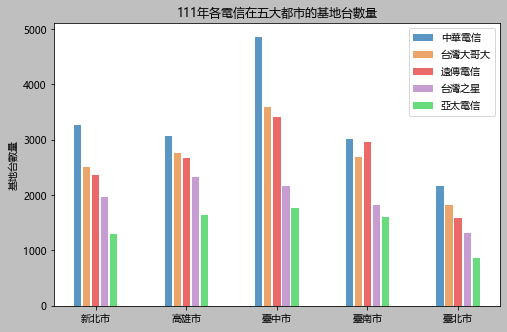 111年各電信在五大都市的基地台數量
中華電信
台灣大哥大
遠傳電信
台灣之星
亞太電信
基地台數量
5000
4000
3000
2000
1000
0
新北市
高雄市
臺中市
臺南市
臺北市